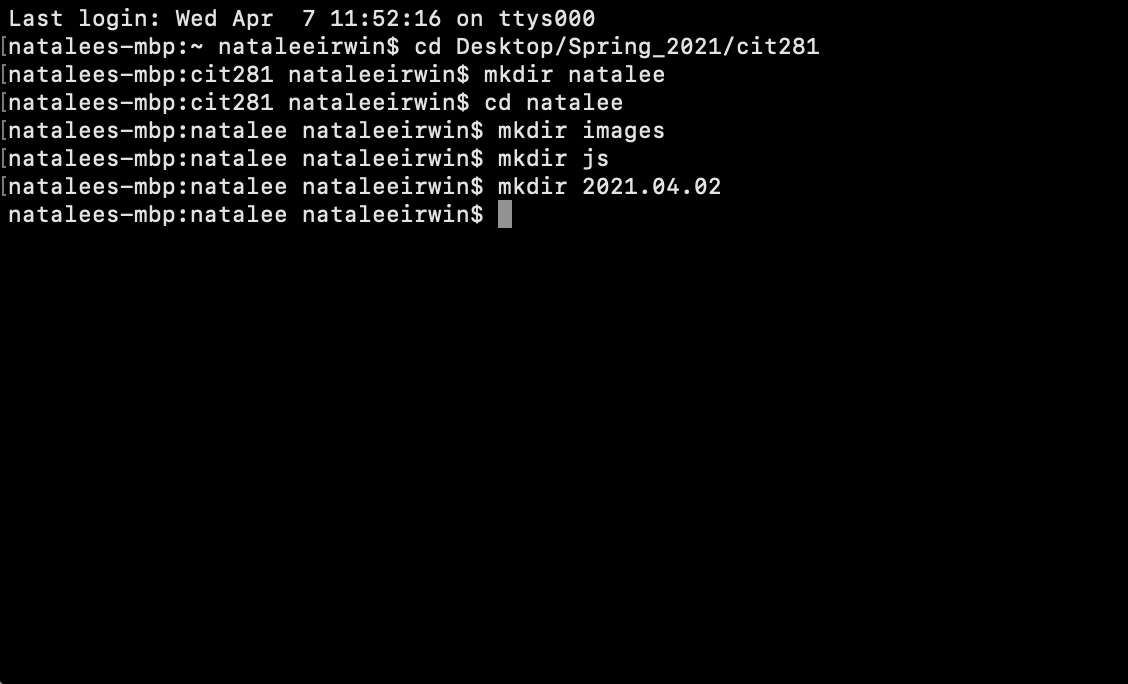 Last login: Wed Apr  7 11:52:16 on ttys000
[natalees-mbp:~ nataleeirwin$ cd Desktop/Spring_2021/cit281
[natalees-mbp:cit281 nataleeirwin$ mkdir natalee
[natalees-mbp:cit281 nataleeirwin$ cd natalee
[natalees-mbp:natalee nataleeirwin$ mkdir images
[natalees-mbp:natalee nataleeirwin$ mkdir js
[natalees-mbp:natalee nataleeirwin$ mkdir 2021.04.02
natalees-mbp:natalee nataleeirwin$